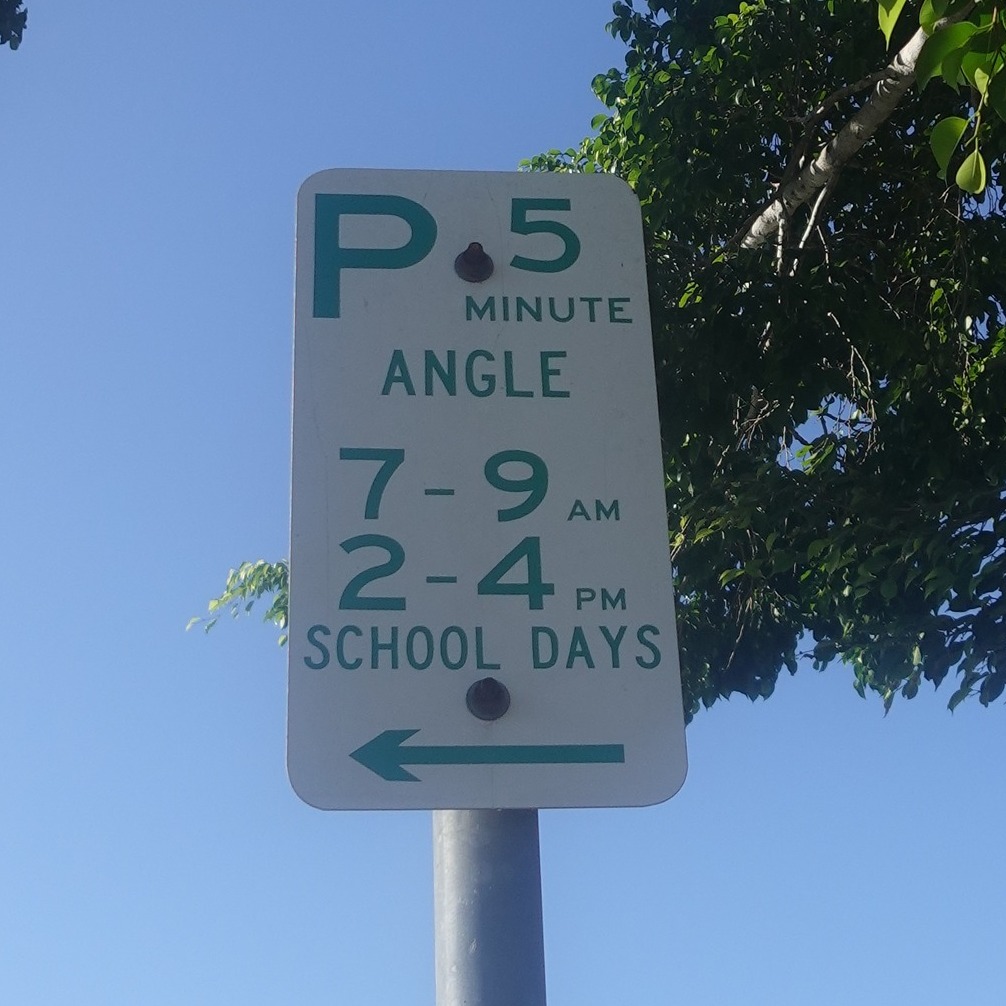 P 5
MINUTE
ANGLE
7-9 AM
2-4 PM
SCHOOL DAYS